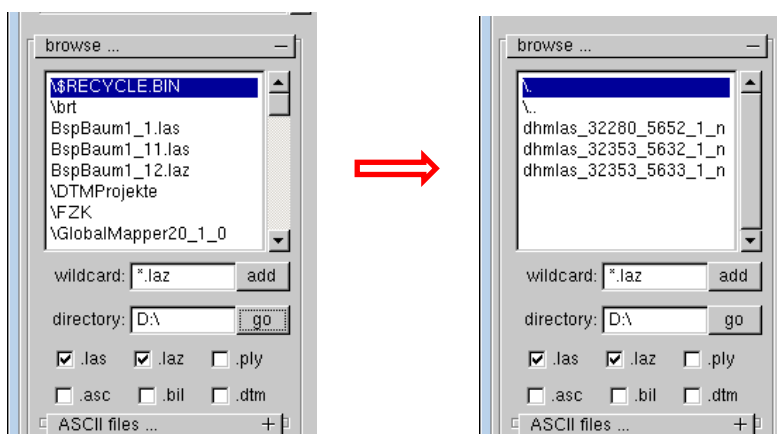 browse ...
\$RECYCLE.BIN
\brt
BspBaum1_1.las
BspBaum1_11.las
BspBaum1_12.laz
\DTMProjekte
\FZK
\GlobalMapper20_1_0
wildcard: *.laz add
directory: D:\ go
.las .laz .ply
.asc .bil .dtm
ASCII files ... +
browse ...
\.
\..
dhmlas_32280_5652_1_n
dhmlas_32353_5632_1_n
dhmlas_32353_5633_1_n
wildcard: *.laz add
directory: D:\ go
.las .laz .ply
.asc .bil .dtm
ASCII files ... +